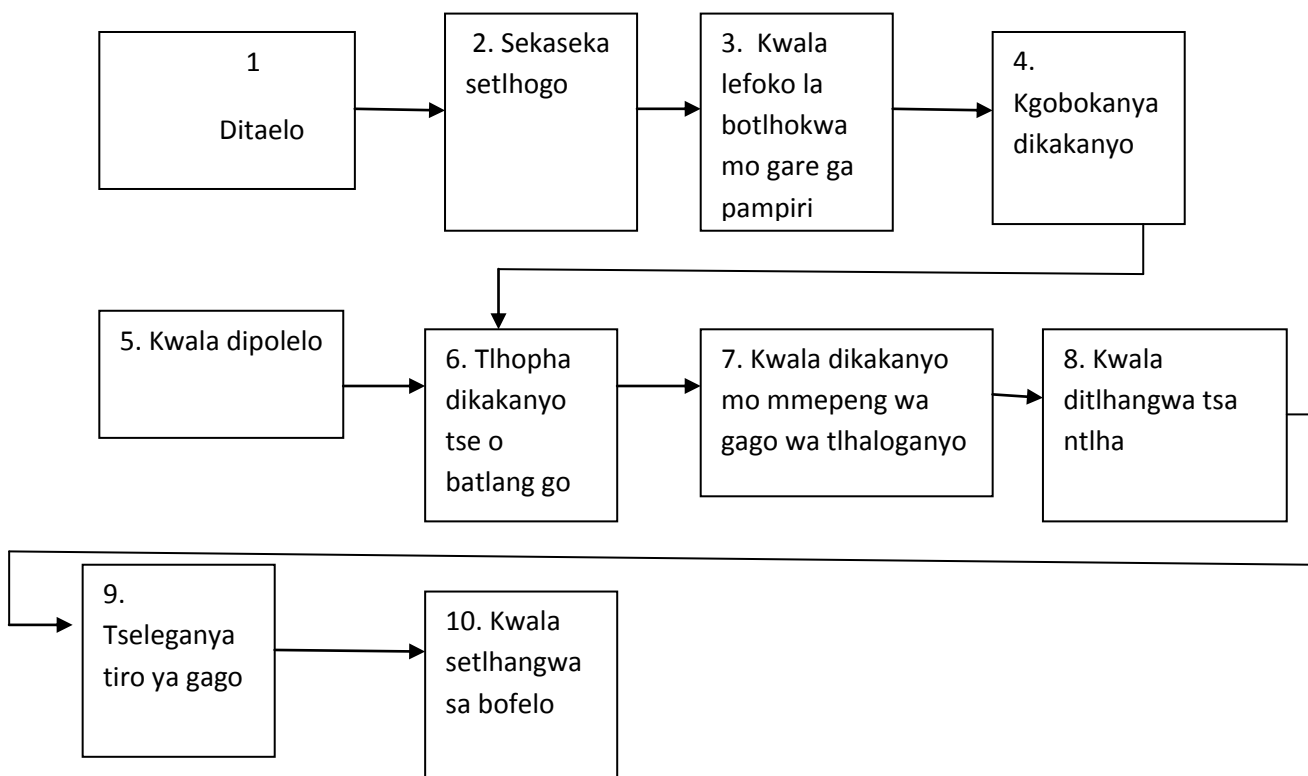 1
Ditaelo
2. Sekaseka
setlhogo
3. Kwala
lefoko la
botlhokwa
mo gare ga
pampiri
4.
Kgobokanya
dikakanyo
5. Kwala dipolelo
6. Tlhopha
dikakanyo
tse o
batlang go
7. Kwala dikakanyo
mo mmepeng wa
gago wa tlhaloganyo
8. Kwala
ditlhangwa tsa
ntlha
9.
Tseleganya
tiro ya gago
10. Kwala
setlhangwa
sa bofelo